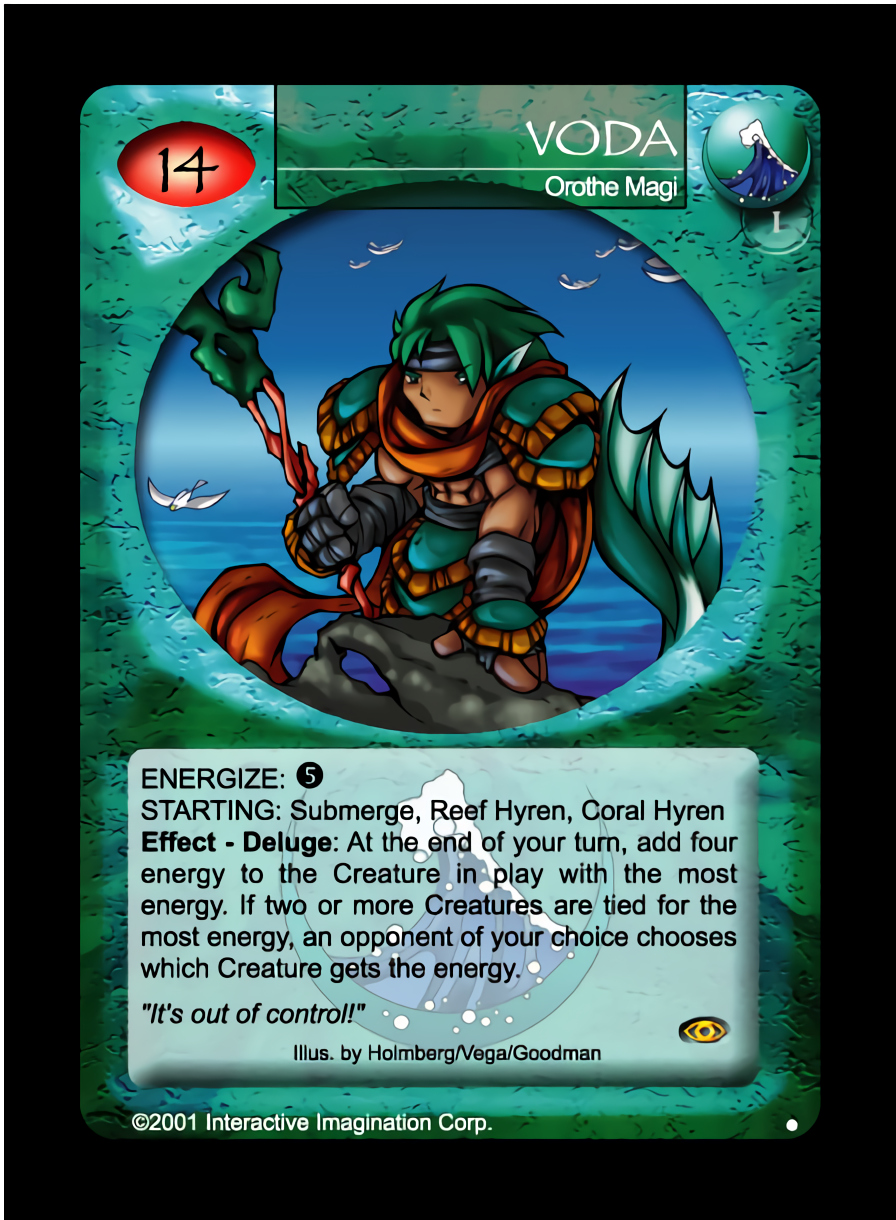 14
VODA
Orothe Magi
I
ENERGIZE: ❺
STARTING: Submerge, Reef Hyren, Coral Hyren
Effect - Deluge: At the end of your turn, add four
energy to the Creature in play with the most
energy. If two or more Creatures are tied for the
most energy, an opponent of your choice chooses
which Creature gets the energy.
"It's out of control!"
Illus. by Holmberg/Vega/Goodman
©2001 Interactive Imagination Corp.